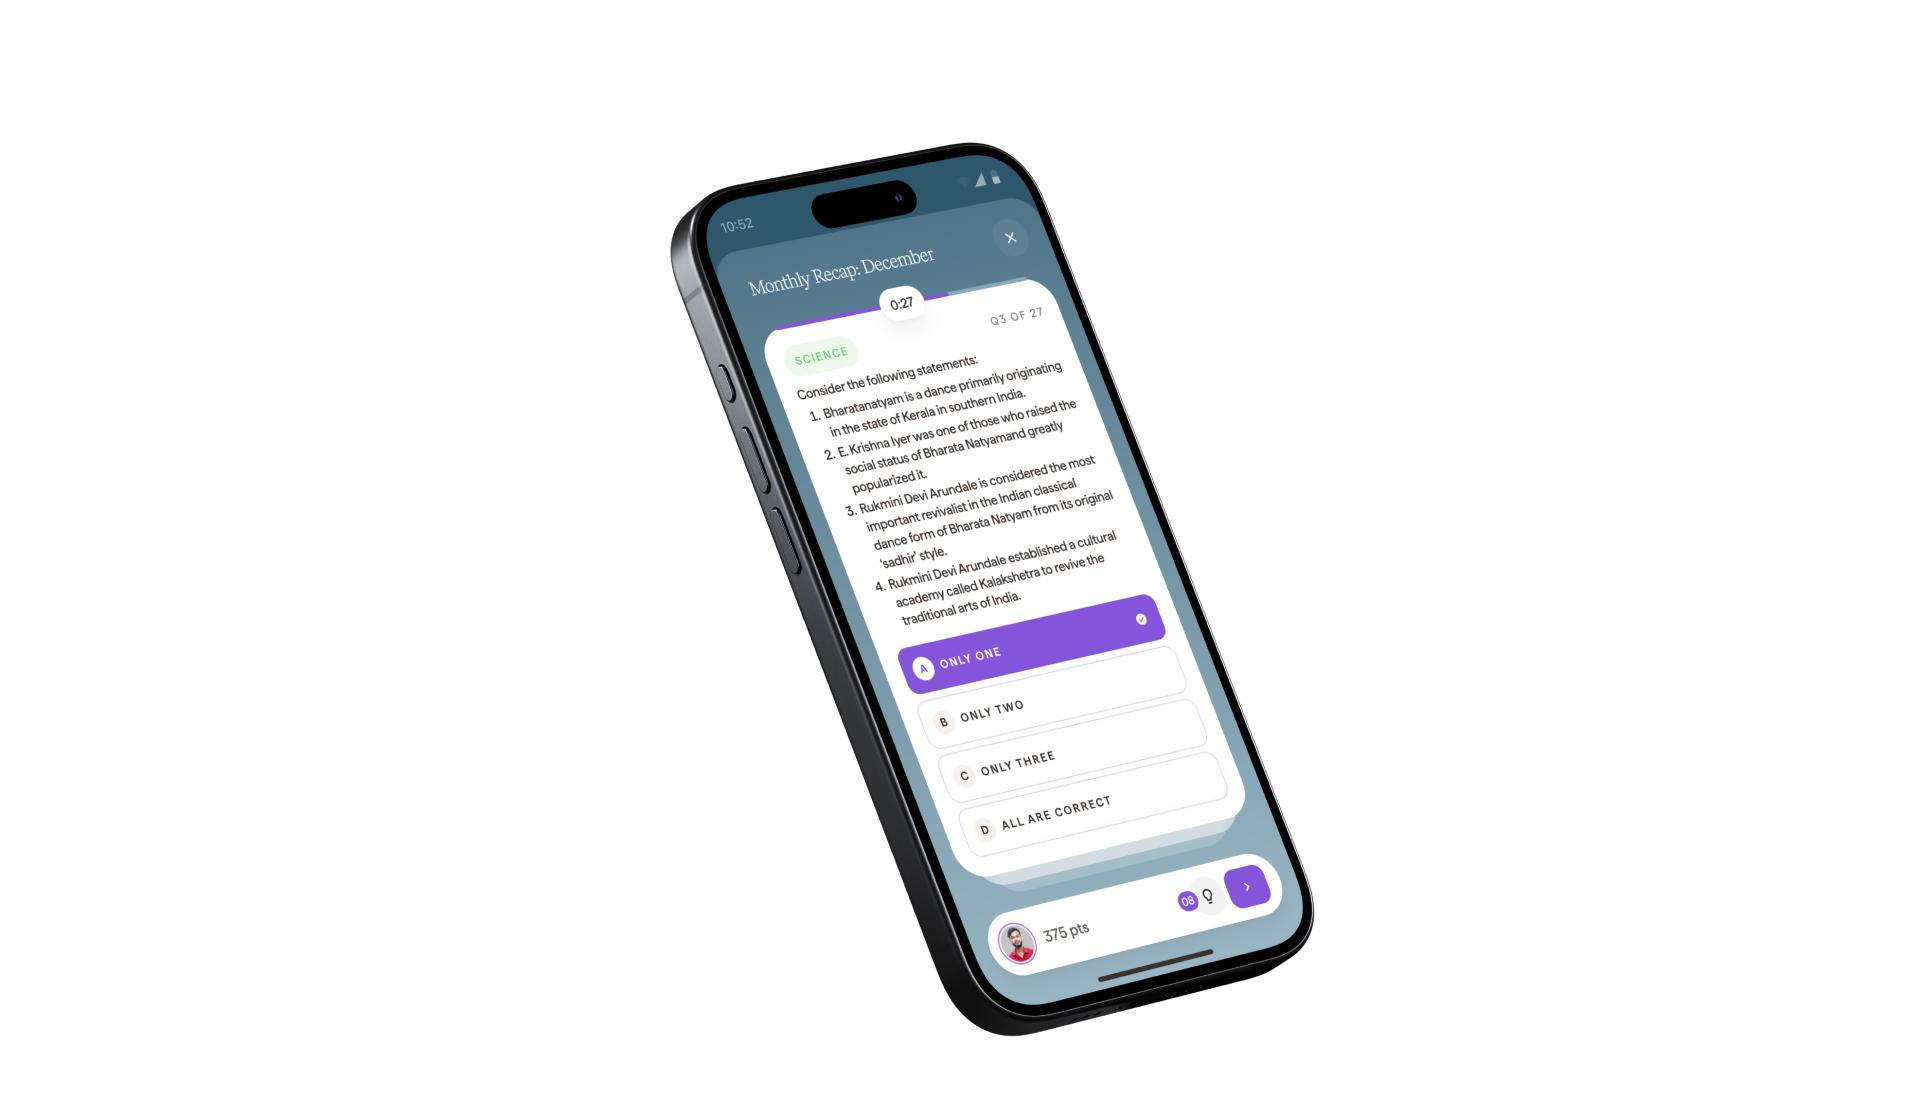 10:52
Monthly Recap: December
0:27
Q3 OF 27
SCIENCE
Consider the following statements:
1. Bharatanatyam is a dance primarily originating
in the state of Kerala in southern India.
2. E. Krishna Iyer was one of those who raised the
social status of Bharata Natyamand greatly
popularized it.
3. Rukmini Devi Arundale is considered the most
important revivalist in the Indian classical
dance form of Bharata Natyam from its original
‘sadhir’ style.
4. Rukmini Devi Arundale established a cultural
academy called Kalakshetra to revive the
traditional arts of India.
A ONLY ONE
B ONLY TWO
C ONLY THREE
D ALL ARE CORRECT
375 pts
08